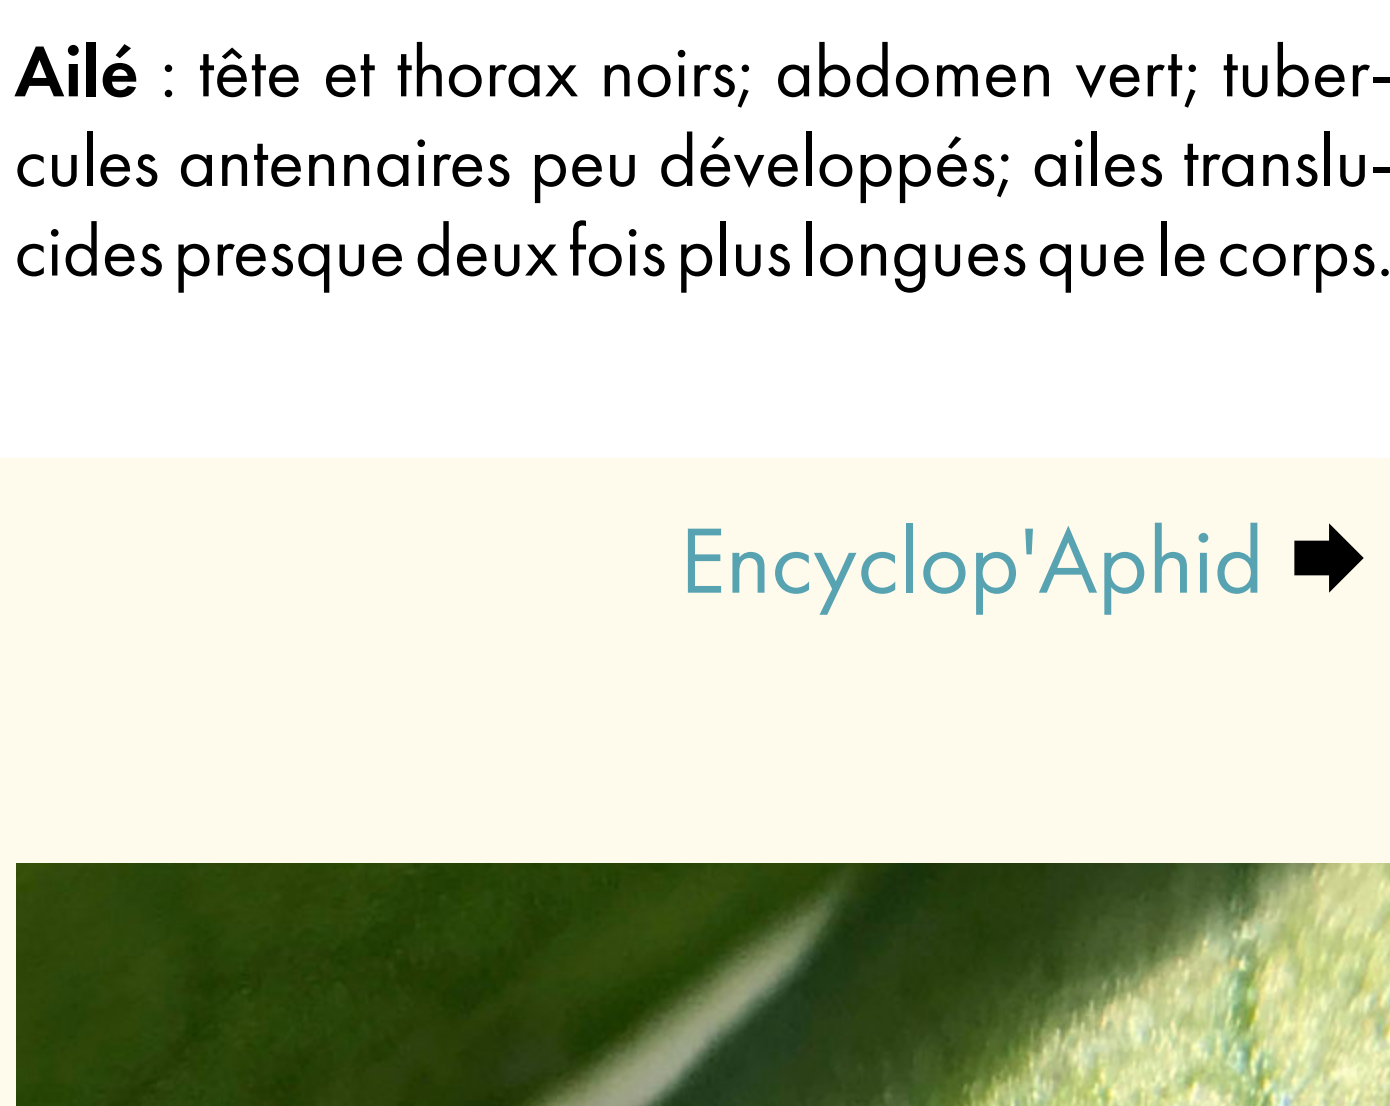 Ailé : tête et thorax noirs; abdomen vert; tuber-
cules antennaires peu développés; ailes translu-
cides presque deux fois plus longues que le corps.
Encyclop'Aphid